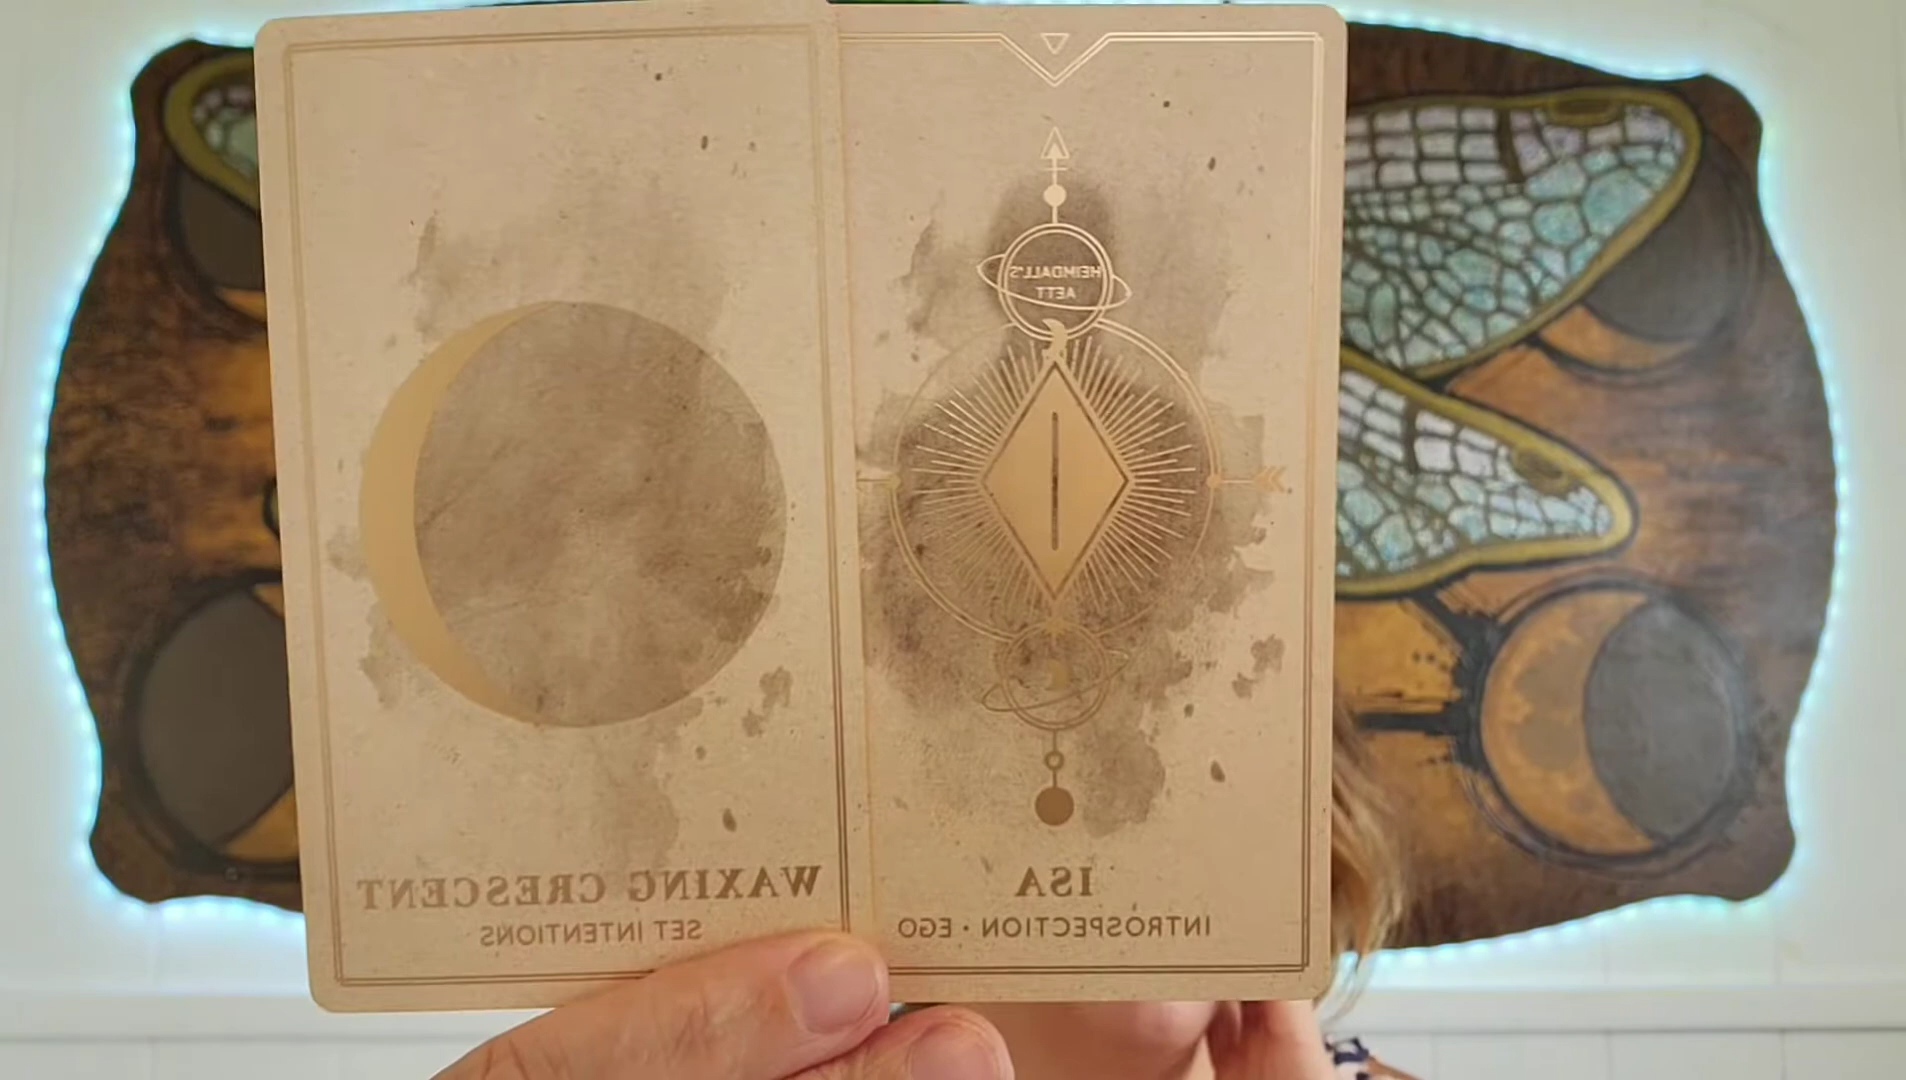 WAXING CRESCENT
SET INTENTIONS
HEIMDALL'S
AETT
ISA
INTROSPECTION · EGO